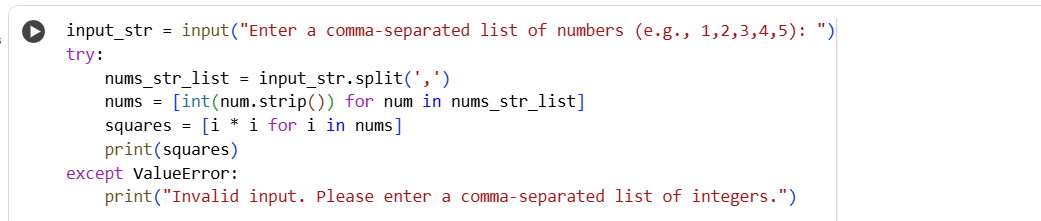 input_str = input("Enter a comma-separated list of numbers (e.g., 1,2,3,4,5): ")
try:
    nums_str_list = input_str.split(',')
    nums = [int(num.strip()) for num in nums_str_list]
    squares = [i * i for i in nums]
    print(squares)
except ValueError:
    print("Invalid input. Please enter a comma-separated list of integers.")